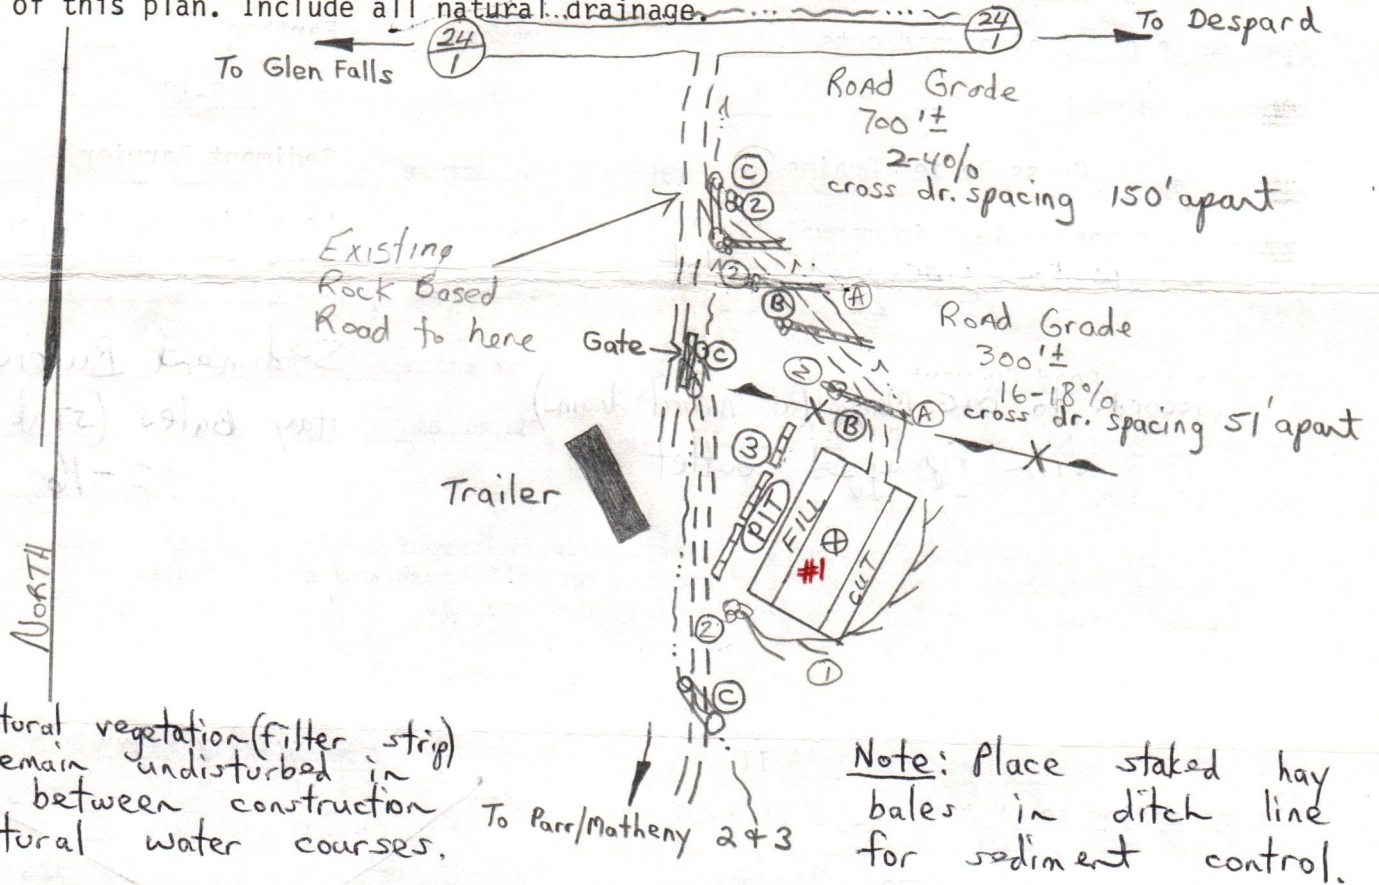 of this plan. Include all natural drainage.
To Glen Falls
24
1
24
1
To Despard
Road Grade
700'±
2-4%
cross dr. spacing 150' apart
C
2
Existing
Rock Based
Road to here
2
A
B
Road Grade
300'±
16-18%
cross dr. spacing 51' apart
Gate
C
2
A
B
3
Trailer
PIT
FILL
#1
CUT
NORTH
2
1
C
tural vegetation (filter strip)
emain undisturbed in
between construction
tural water courses.
To Parr/Matheny 2 & 3
Note: Place staked hay
bales in ditch line
for sediment control.